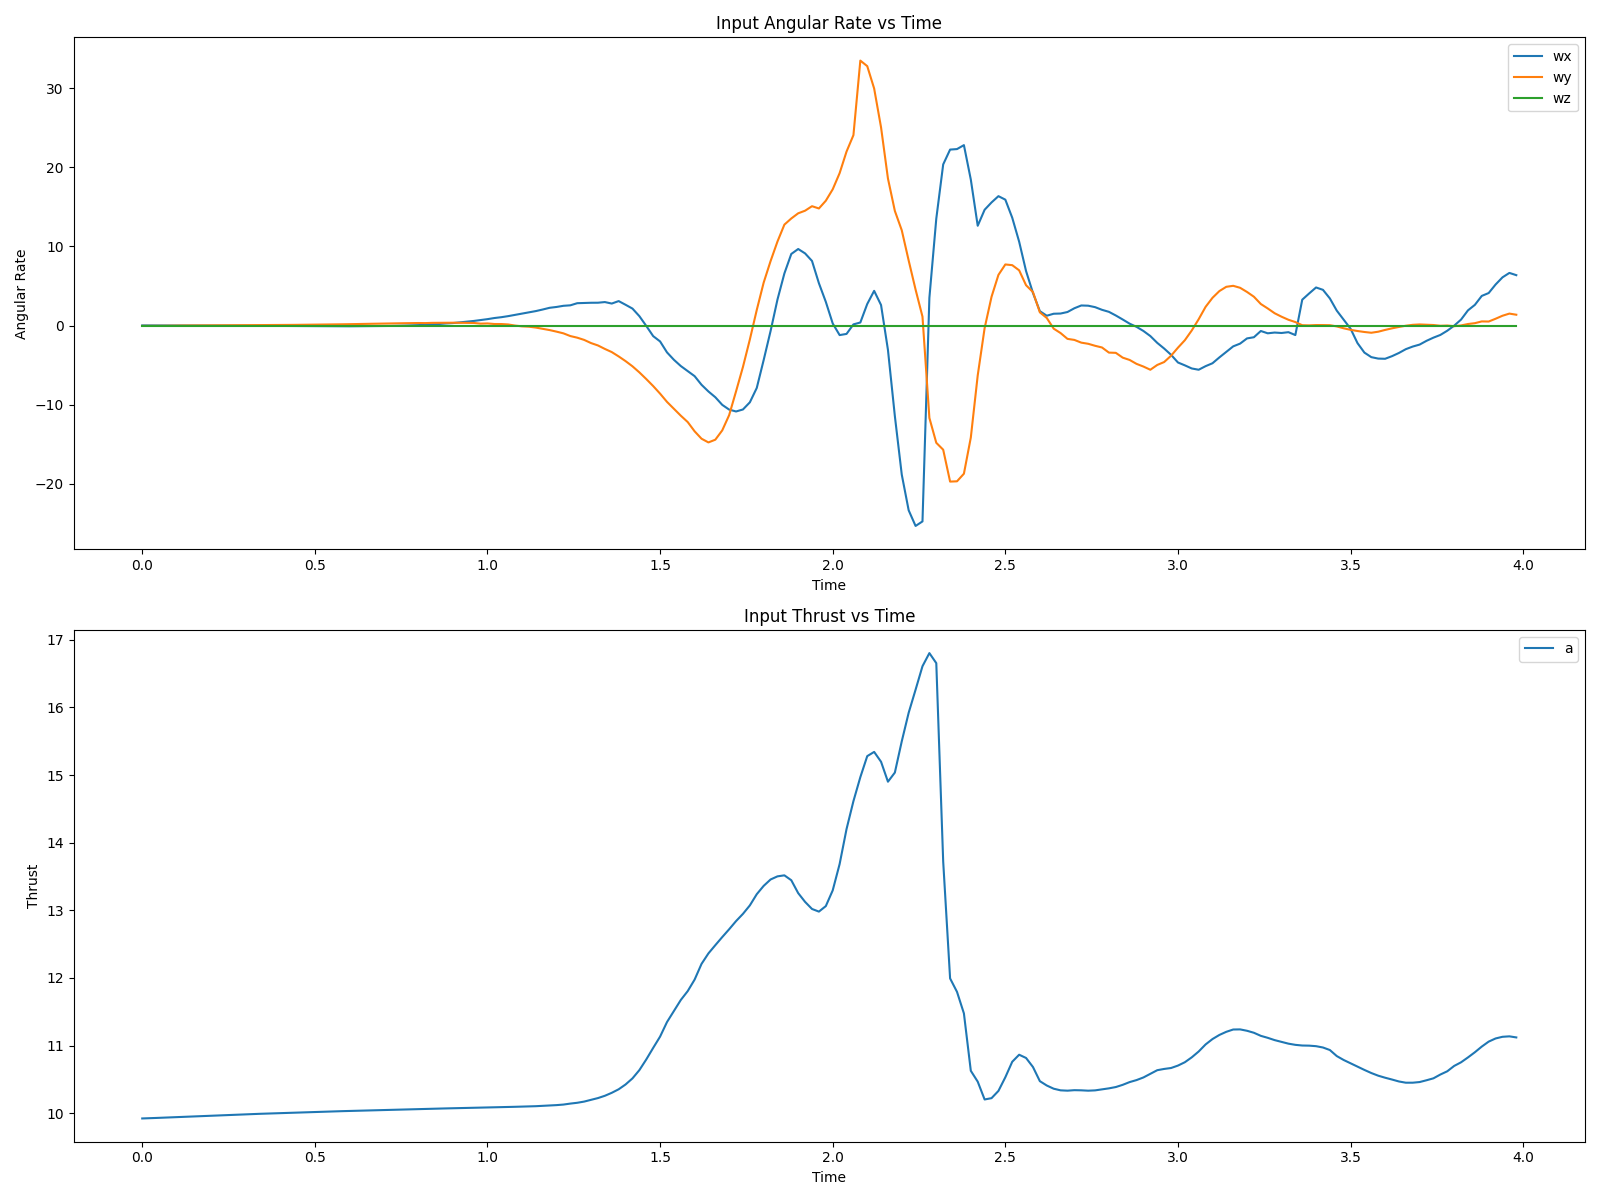 Input Angular Rate vs Time
Angular Rate
30
20
10
0
−10
−20
wx
wy
wz
0.0 0.5 1.0 1.5 2.0 2.5 3.0 3.5 4.0
Time
Input Thrust vs Time
Thrust
17
16
15
14
13
12
11
10
a
0.0 0.5 1.0 1.5 2.0 2.5 3.0 3.5 4.0
Time